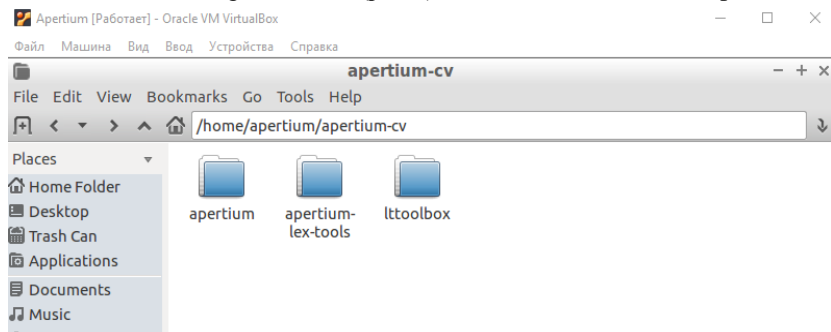 Apertium [Работает] - Oracle VM VirtualBox
Файл Машина Вид Ввод Устройства Справка
apertium-cv
File Edit View Bookmarks Go Tools Help
/home/apertium/apertium-cv
Places
Home Folder
Desktop
Trash Can
Applications
Documents
Music
apertium
apertium-
lex-tools
lttoolbox